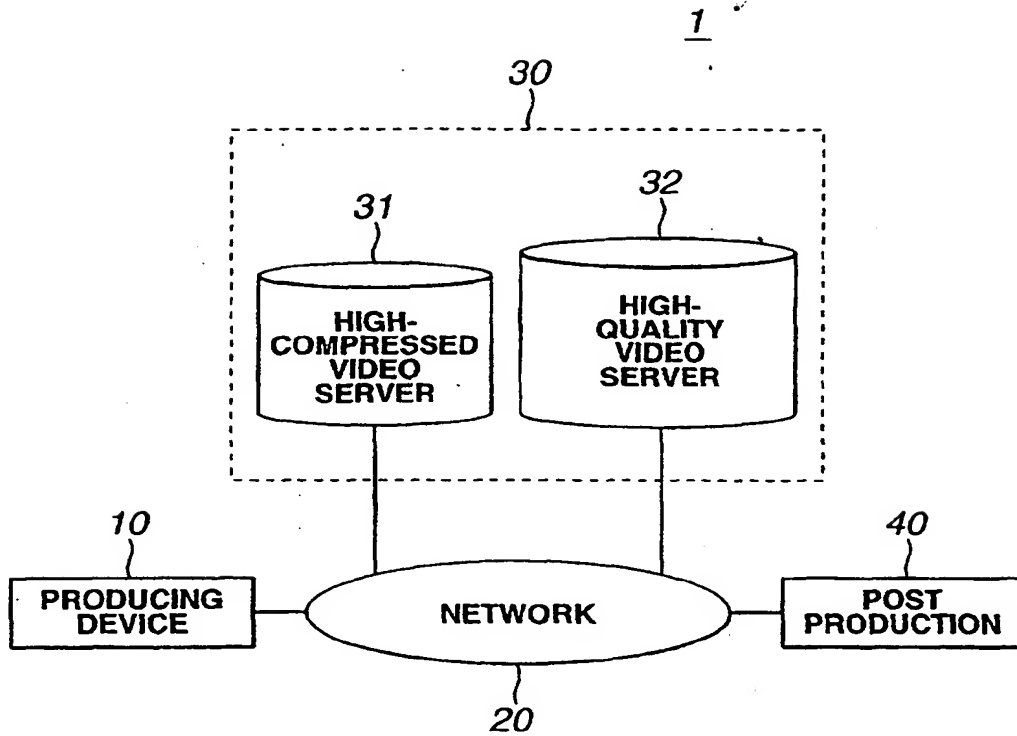 1
30
31
32
HIGH-
COMPRESSED
VIDEO
SERVER
HIGH-
QUALITY
VIDEO
SERVER
10
40
PRODUCING
DEVICE
NETWORK
POST
PRODUCTION
20